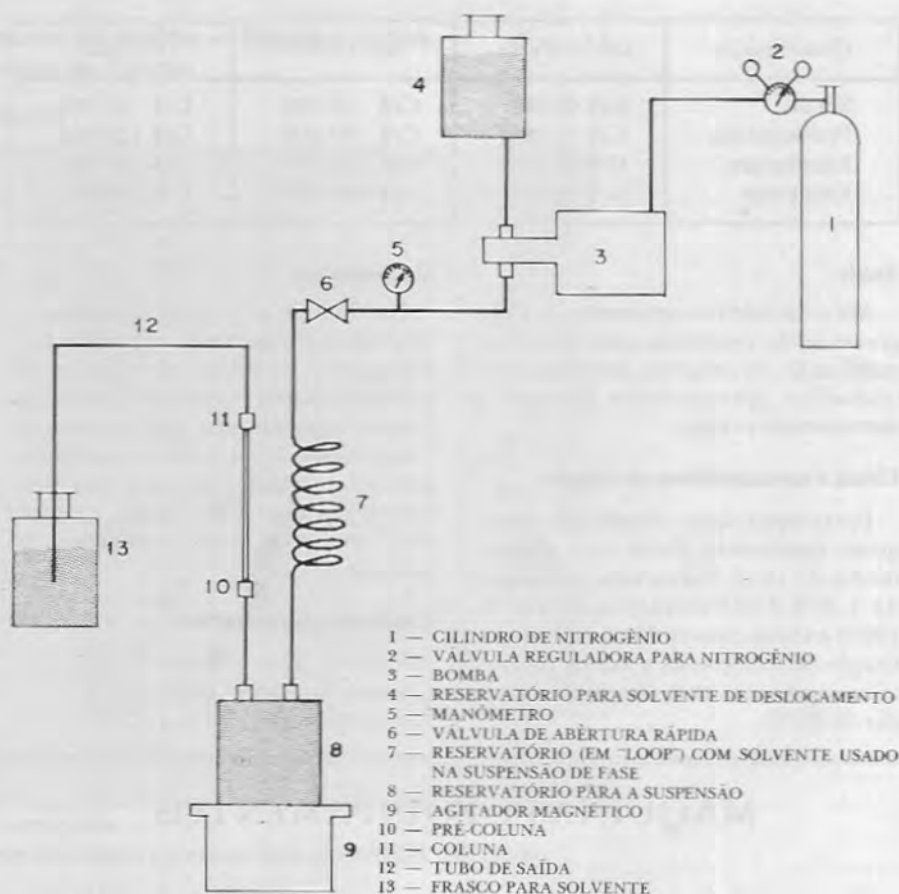 4
2
1
3
5
6
12
11
7
13
10
8
9
1 — CILINDRO DE NITROGÊNIO
2 — VÁLVULA REGULADORA PARA NITROGÊNIO
3 — BOMBA
4 — RESERVATÓRIO PARA SOLVENTE DE DESLOCAMENTO
5 — MANÔMETRO
6 — VÁLVULA DE ABERTURA RÁPIDA
7 — RESERVATÓRIO (EM "LOOP") COM SOLVENTE USADO
NA SUSPENSÃO DE FASE
8 — RESERVATÓRIO PARA A SUSPENSÃO
9 — AGITADOR MAGNÉTICO
10 — PRÉ-COLUNA
11 — COLUNA
12 — TUBO DE SAÍDA
13 — FRASCO PARA SOLVENTE